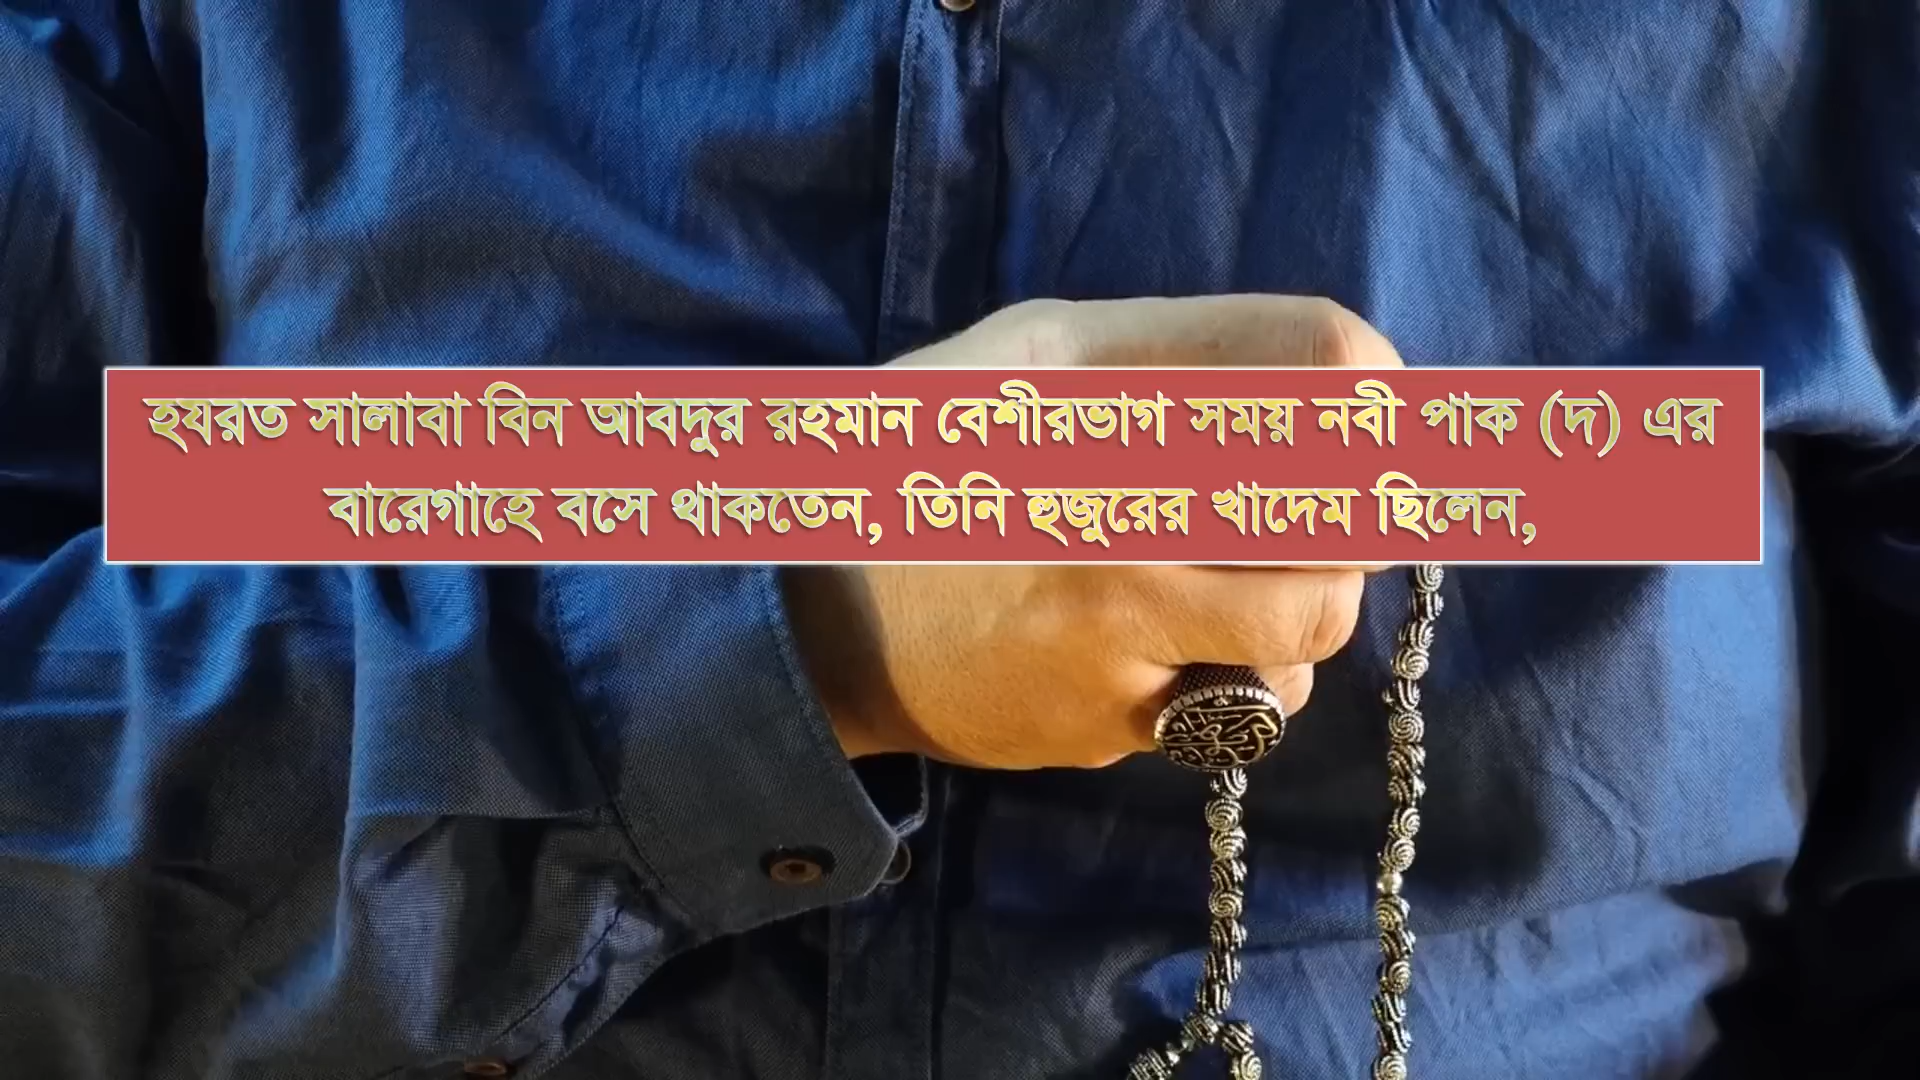 হযরত সালাবা বিন আবদুর রহমান বেশীরভাগ সময় নবী পাক (দ) এর
বারেগাহে বসে থাকতেন, তিনি হুজুরের খাদেম ছিলেন,